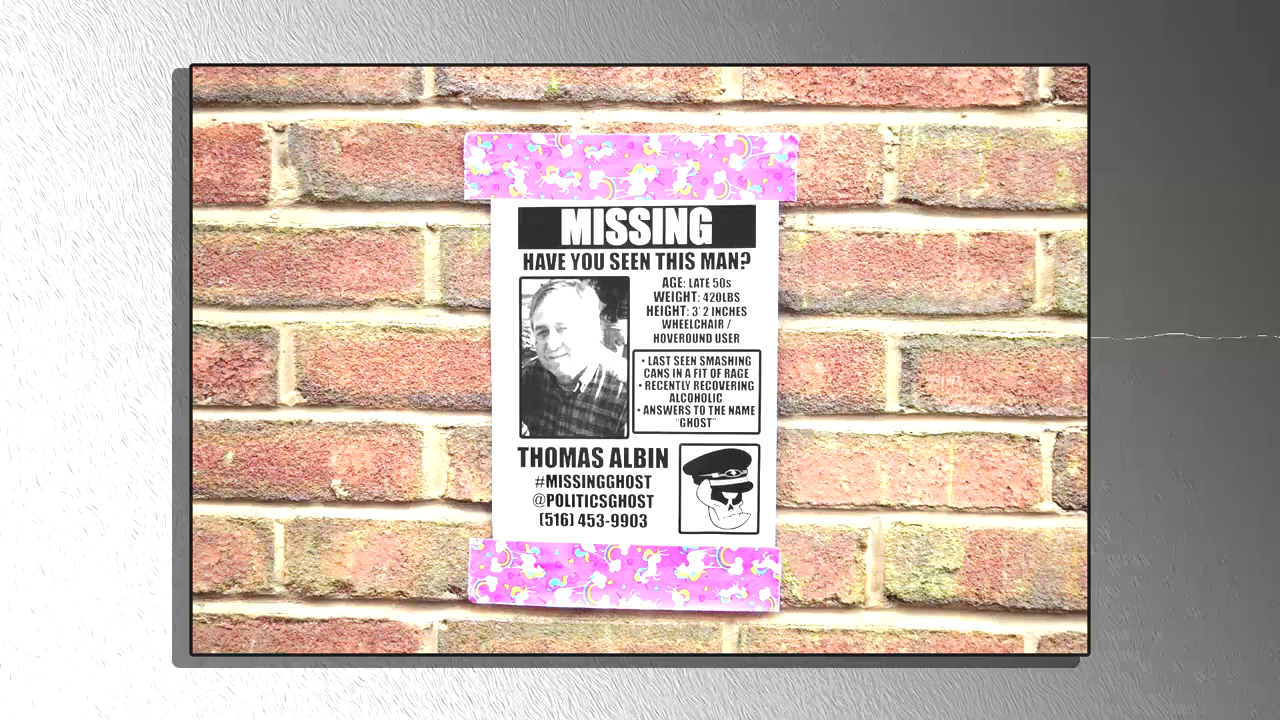 MISSING
HAVE YOU SEEN THIS MAN?
AGE: LATE 50s
WEIGHT: 420LBS
HEIGHT: 3' 2 INCHES
WHEELCHAIR /
HOVEROUND USER
• LAST SEEN SMASHING
CANS IN A FIT OF RAGE
• RECENTLY RECOVERING
ALCOHOLIC
• ANSWERS TO THE NAME
"GHOST"
THOMAS ALBIN
#MISSINGGHOST
@POLITICSGHOST
(516) 453-9903